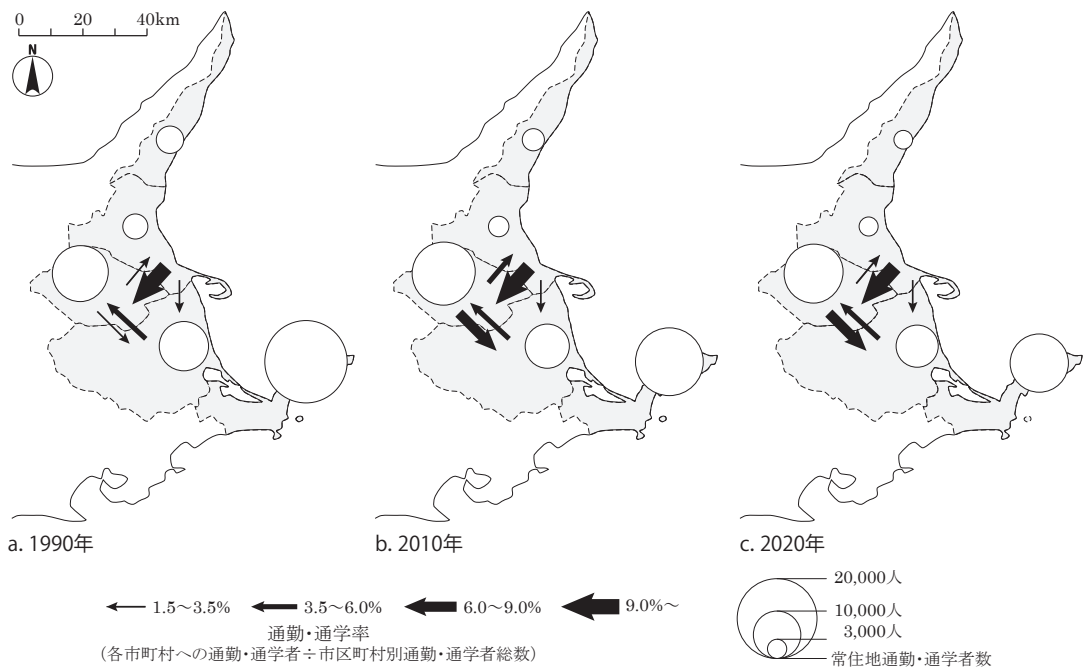 0 20 40km
N
a. 1990年
b. 2010年
c. 2020年
1.5～3.5%
3.5～6.0%
6.0～9.0%
9.0%～
通勤・通学率
（各市町村への通勤・通学者÷市区町村別通勤・通学者総数）
20,000人
10,000人
3,000人
常住地通勤・通学者数